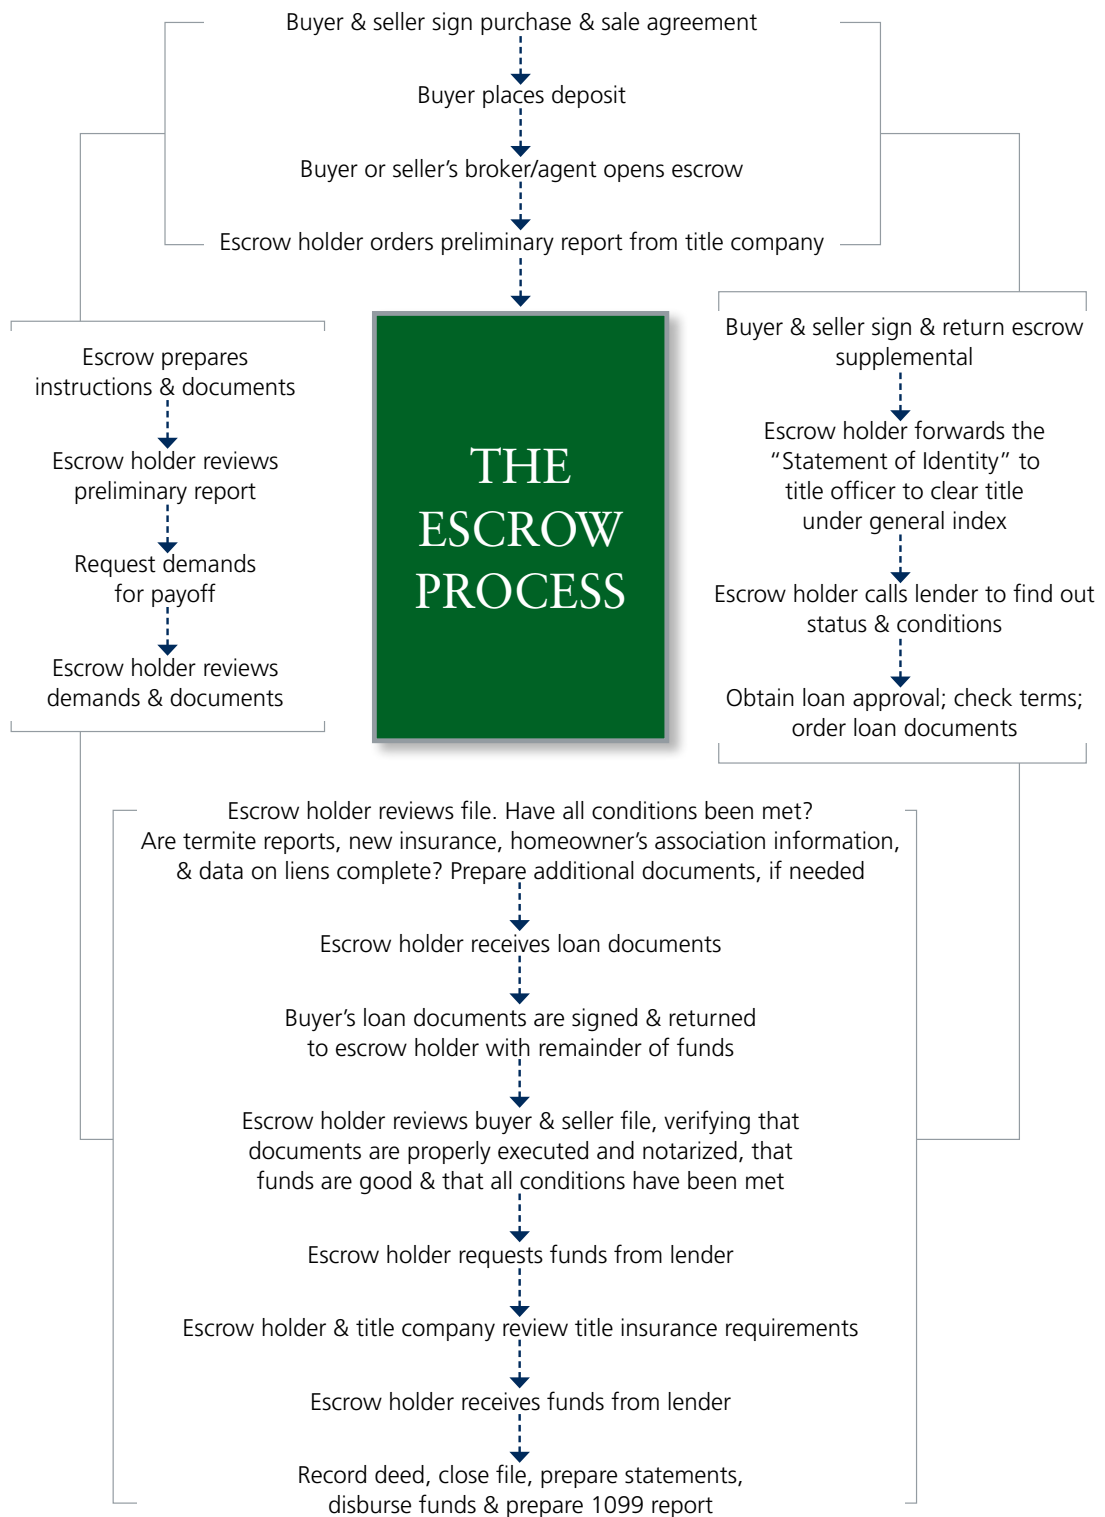 Buyer & seller sign purchase & sale agreement
Buyer places deposit
Buyer or seller's broker/agent opens escrow
Escrow holder orders preliminary report from title company
Escrow prepares
instructions & documents
Escrow holder reviews
preliminary report
Request demands
for payoff
Escrow holder reviews
demands & documents
THE
ESCROW
PROCESS
Buyer & seller sign & return escrow
supplemental
Escrow holder forwards the
“Statement of Identity” to
title officer to clear title
under general index
Escrow holder calls lender to find out
status & conditions
Obtain loan approval; check terms;
order loan documents
Escrow holder reviews file. Have all conditions been met?
Are termite reports, new insurance, homeowner's association information,
& data on liens complete? Prepare additional documents, if needed
Escrow holder receives loan documents
Buyer's loan documents are signed & returned
to escrow holder with remainder of funds
Escrow holder reviews buyer & seller file, verifying that
documents are properly executed and notarized, that
funds are good & that all conditions have been met
Escrow holder requests funds from lender
Escrow holder & title company review title insurance requirements
Escrow holder receives funds from lender
Record deed, close file, prepare statements,
disburse funds & prepare 1099 report